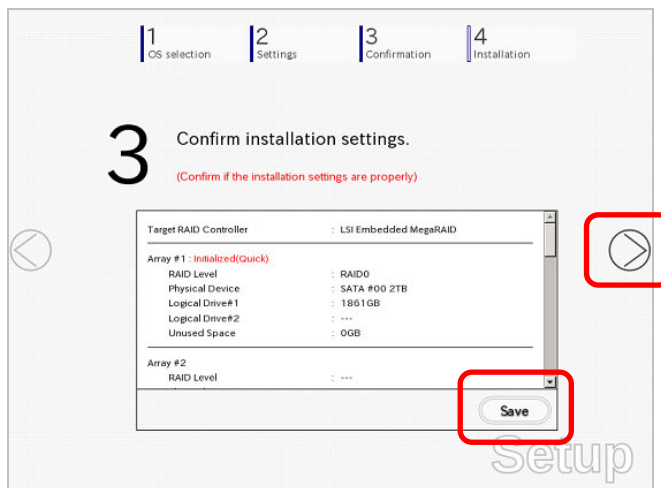 1
OS selection
2
Settings
3
Confirmation
4
Installation
3
Confirm installation settings.
(Confirm if the installation settings are properly)
Target RAID Controller : LSI Embedded MegaRAID
Array #1 : Initialized(Quick)
RAID Level : RAID0
Physical Device : SATA #00 2TB
Logical Drive#1 : 1861GB
Logical Drive#2 : ---
Unused Space : 0GB
Array #2
RAID Level : ---
Save
Setup